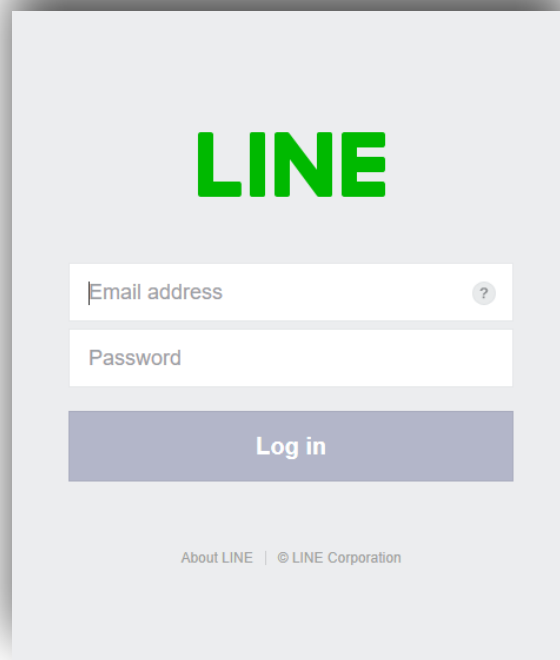 LINE
Email address ?
Password
Log in
About LINE | © LINE Corporation